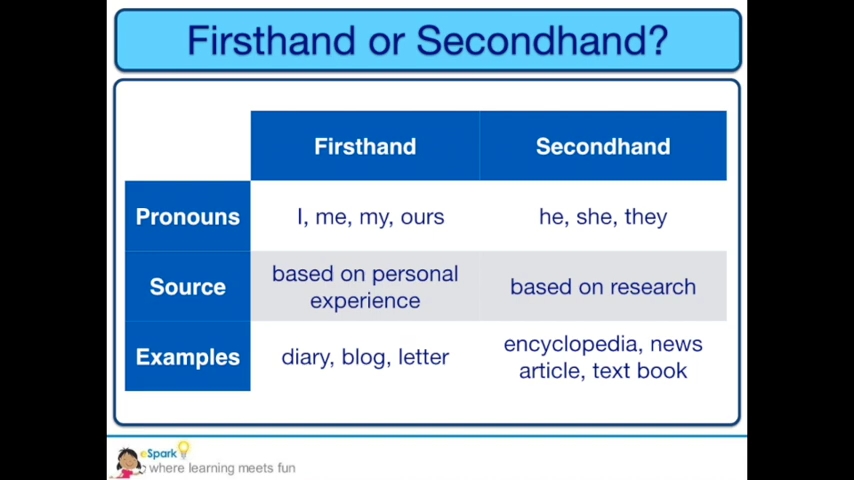 Firsthand or Secondhand?
Firsthand Secondhand
Pronouns I, me, my, ours he, she, they
Source based on personal experience based on research
Examples diary, blog, letter encyclopedia, news article, text book
eSpark
where learning meets fun